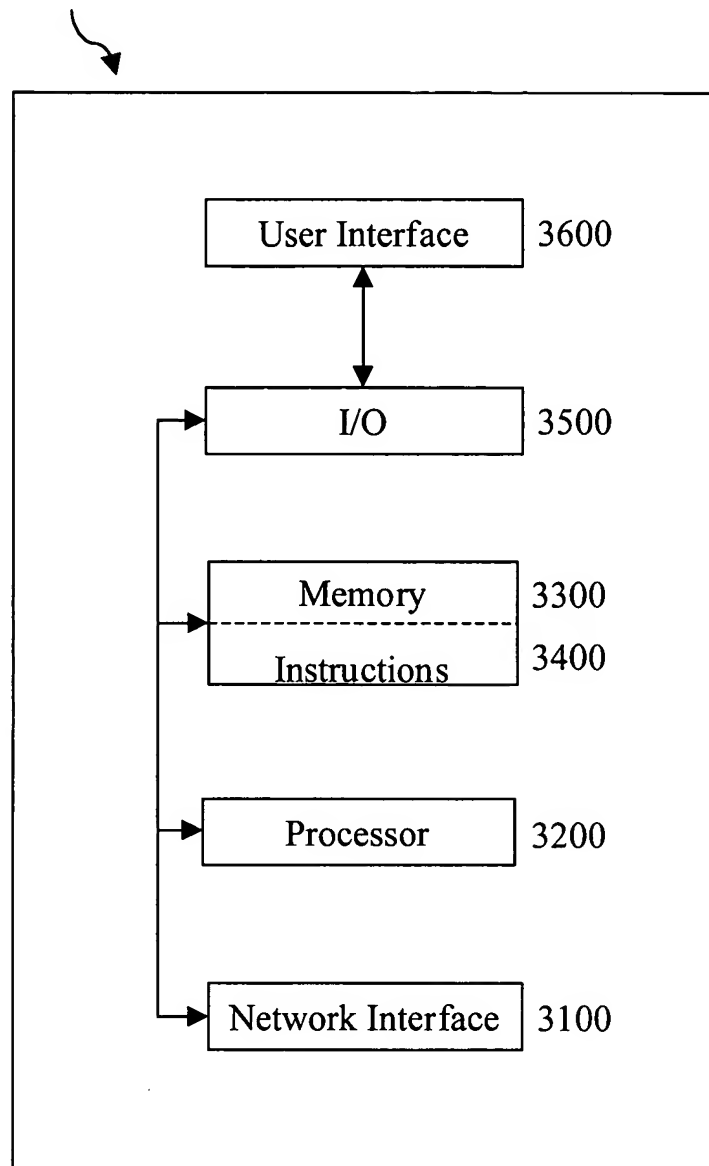 User Interface 3600
I/O 3500
Memory 3300
Instructions 3400
Processor 3200
Network Interface 3100